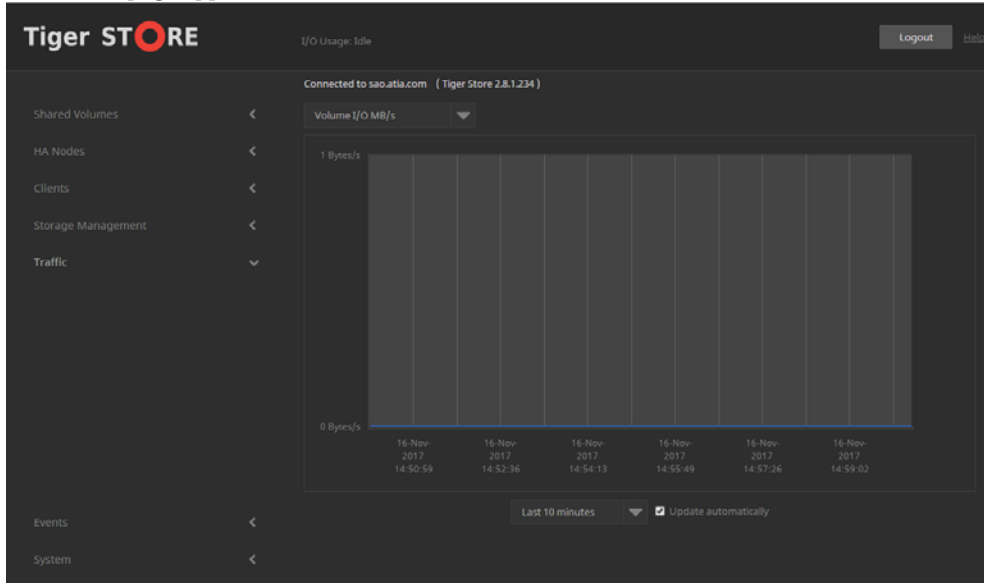 Tiger STORE
I/O Usage: Idle
Logout
Help
Connected to sao.atia.com ( Tiger Store 2.8.1.234 )
Shared Volumes
HA Nodes
Clients
Storage Management
Traffic
Events
System
Volume I/O MB/s
1 Bytes/s
0 Bytes/s
16-Nov-
2017
14:50:59
16-Nov-
2017
14:52:36
16-Nov-
2017
14:54:13
16-Nov-
2017
14:55:49
16-Nov-
2017
14:57:26
16-Nov-
2017
14:59:02
Last 10 minutes
Update automatically